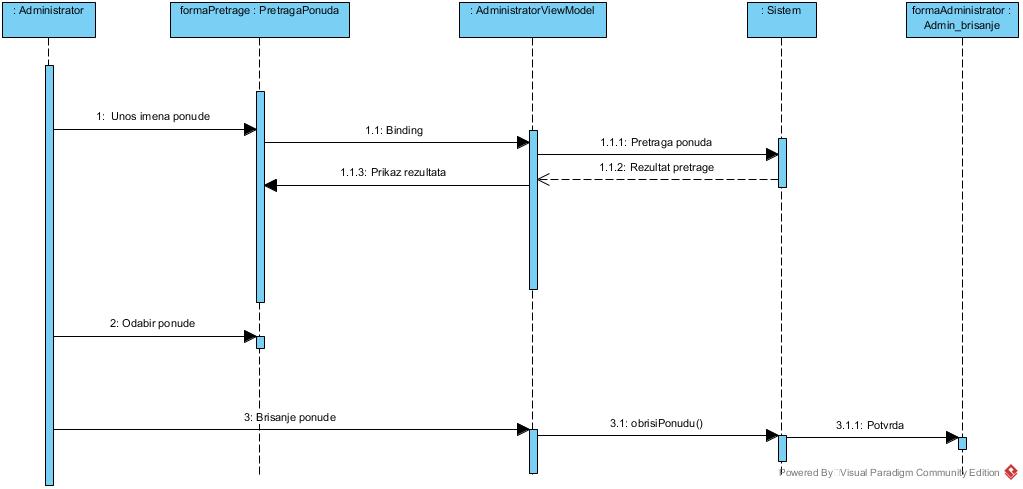 : Administrator
formaPretrage : PretragaPonuda
: AdministratorViewModel
: Sistem
formaAdministrator :
Admin_brisanje
1: Unos imena ponude
1.1: Binding
1.1.1: Pretraga ponuda
1.1.2: Rezultat pretrage
1.1.3: Prikaz rezultata
2: Odabir ponude
3: Brisanje ponude
3.1: obrisiPonudu()
3.1.1: Potvrda
Powered By Visual Paradigm Community Edition